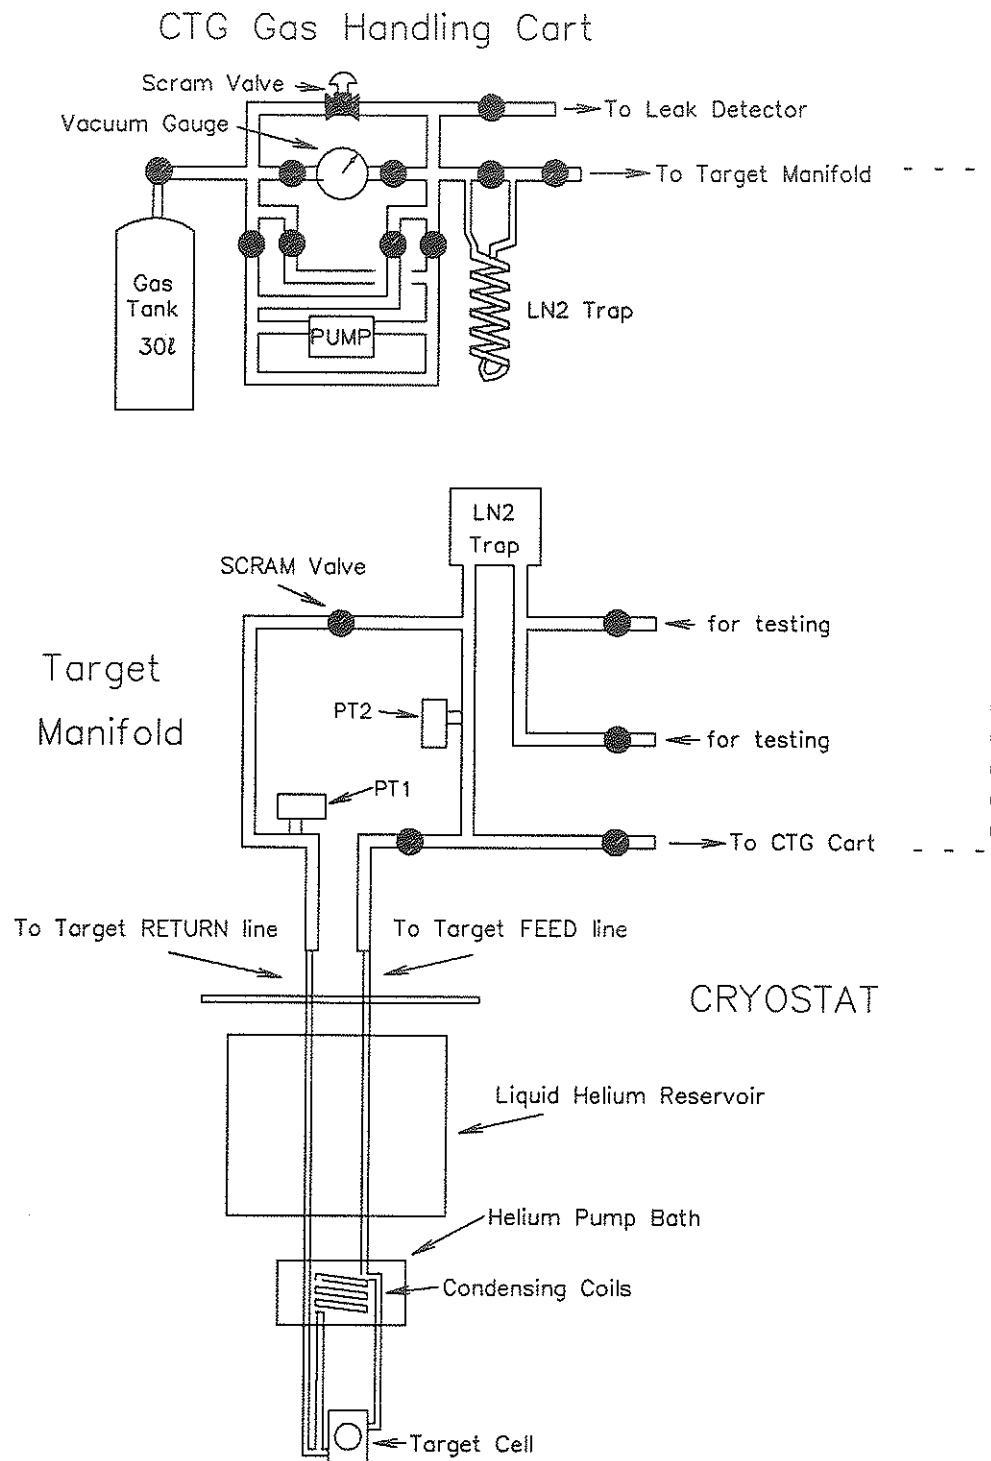 CTG Gas Handling Cart
Scram Valve
To Leak Detector
Vacuum Gauge
To Target Manifold
Gas
Tank
30ℓ
PUMP
LN2 Trap
LN2
Trap
SCRAM Valve
for testing
Target
Manifold
PT2
for testing
PT1
To CTG Cart
To Target RETURN line
To Target FEED line
CRYOSTAT
Liquid Helium Reservoir
Helium Pump Bath
Condensing Coils
Target Cell